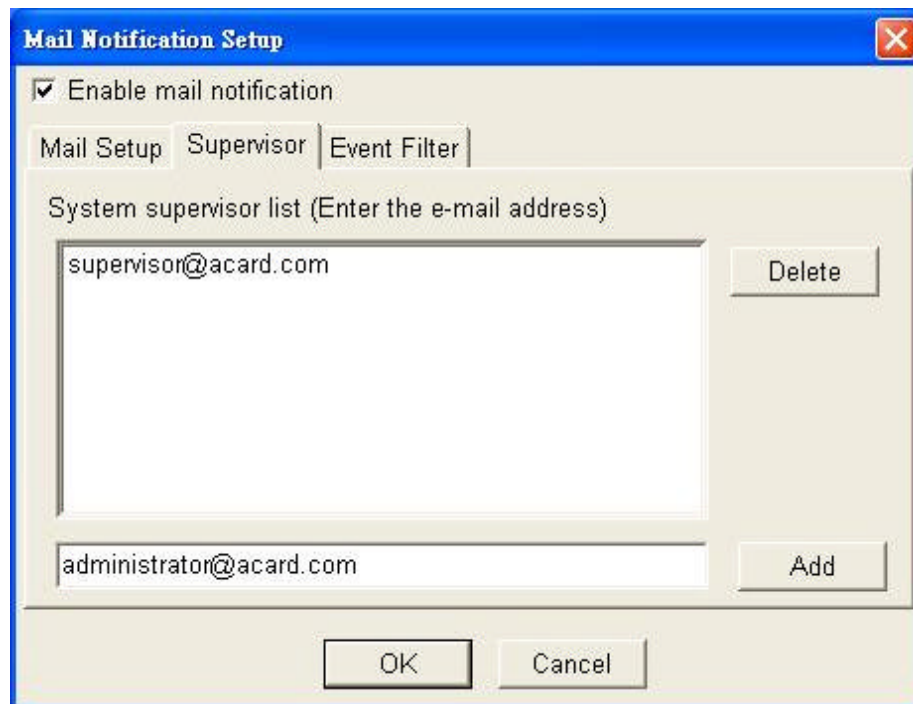 Mail Notification Setup
Enable mail notification
Mail Setup Supervisor Event Filter
System supervisor list (Enter the e-mail address)
supervisor@acard.com
Delete
administrator@acard.com
Add
OK Cancel